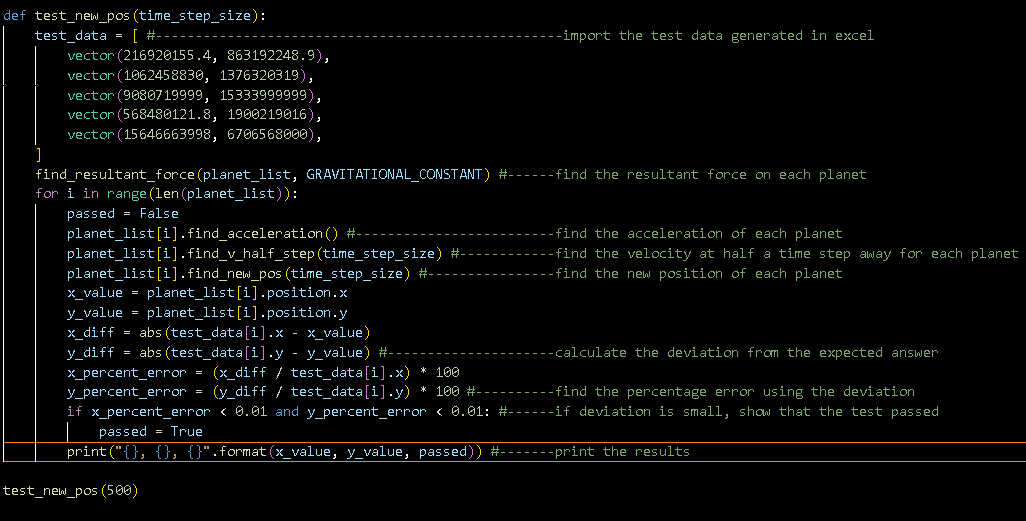 def test_new_pos(time_step_size):
    test_data = [ #---------------------------------------------------import the test data generated in excel
        vector(216920155.4, 863192248.9),
        vector(1062458830, 1376320319),
        vector(9080719999, 15333999999),
        vector(568480121.8, 1900219016),
        vector(15646663998, 6706568000),
    ]
    find_resultant_force(planet_list, GRAVITATIONAL_CONSTANT) #------find the resultant force on each planet
    for i in range(len(planet_list)):
        passed = False
        planet_list[i].find_acceleration() #-------------------------find the acceleration of each planet
        planet_list[i].find_v_half_step(time_step_size) #------------find the velocity at half a time step away for each planet
        planet_list[i].find_new_pos(time_step_size) #----------------find the new position of each planet
        x_value = planet_list[i].position.x
        y_value = planet_list[i].position.y
        x_diff = abs(test_data[i].x - x_value)
        y_diff = abs(test_data[i].y - y_value) #---------------------calculate the deviation from the expected answer
        x_percent_error = (x_diff / test_data[i].x) * 100
        y_percent_error = (y_diff / test_data[i].y) * 100 #----------find the percentage error using the deviation
        if x_percent_error < 0.01 and y_percent_error < 0.01: #------if deviation is small, show that the test passed
            passed = True
        print("{}, {}, {}".format(x_value, y_value, passed)) #-------print the results
test_new_pos(500)